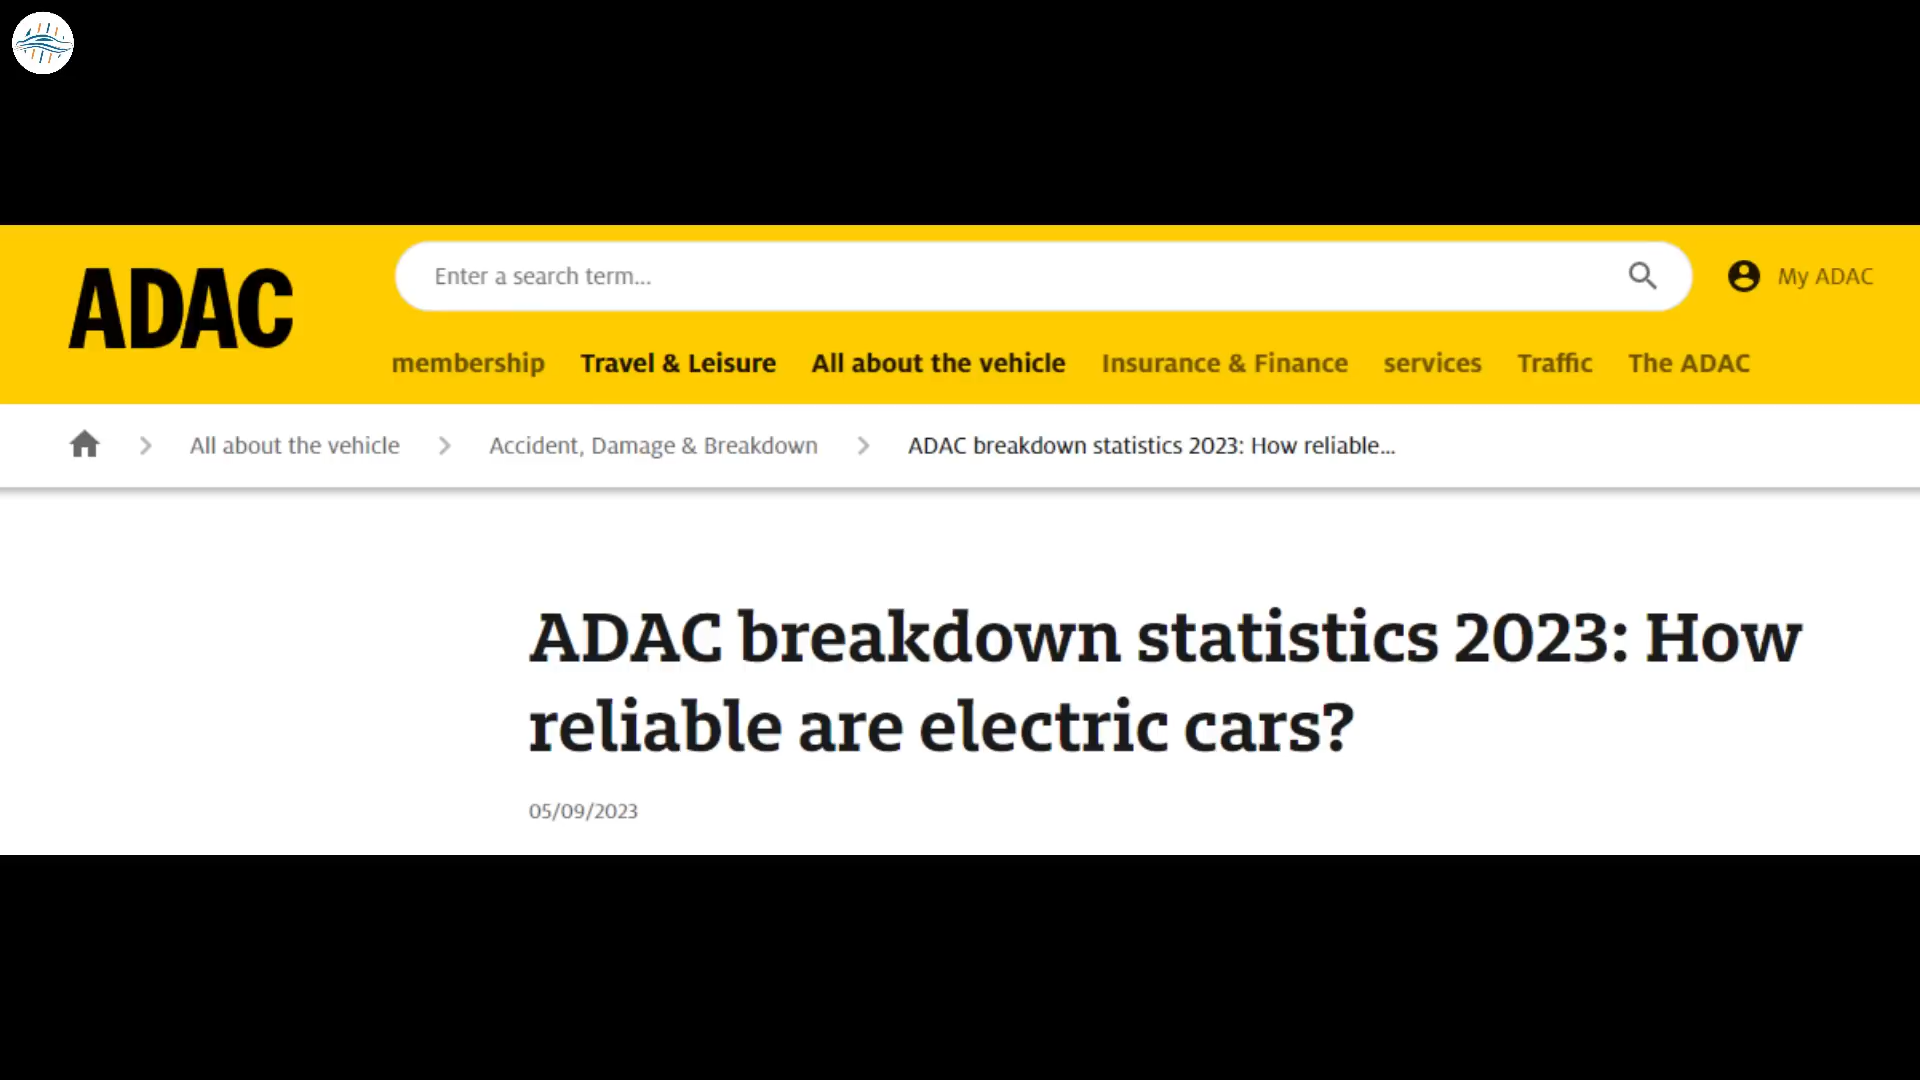 ADAC
Enter a search term...
My ADAC
membership Travel & Leisure All about the vehicle Insurance & Finance services Traffic The ADAC
All about the vehicle Accident, Damage & Breakdown ADAC breakdown statistics 2023: How reliable...
ADAC breakdown statistics 2023: How
reliable are electric cars?
05/09/2023